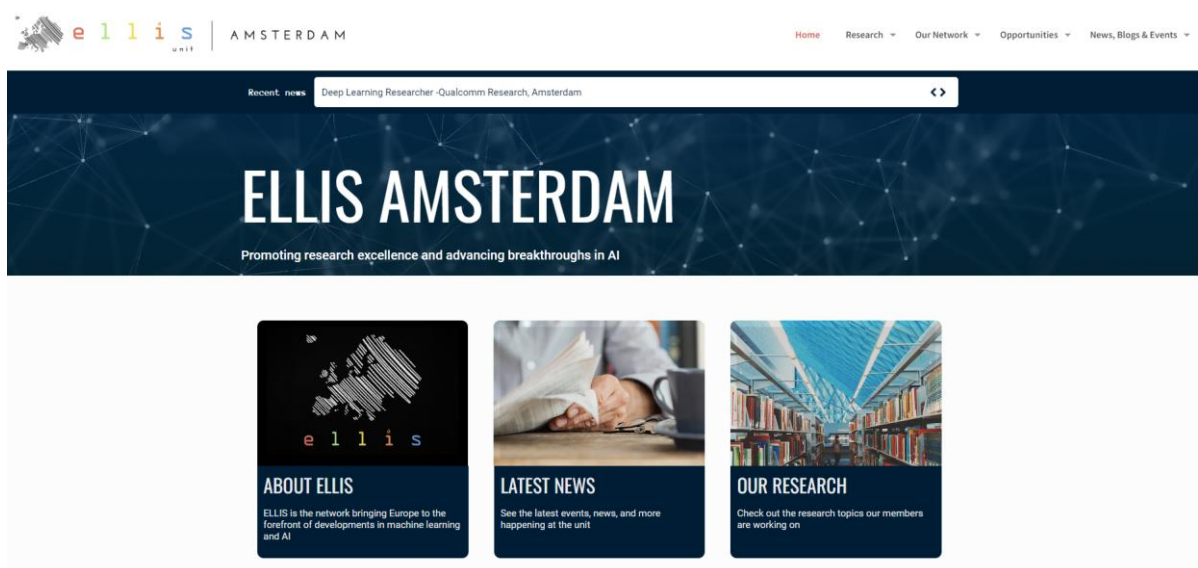 ellis unit AMSTERDAM
Home Research Our Network Opportunities News, Blogs & Events
Recent news Deep Learning Researcher -Qualcomm Research, Amsterdam
ELLIS AMSTERDAM
Promoting research excellence and advancing breakthroughs in AI
ellis
ABOUT ELLIS
ELLIS is the network bringing Europe to the
forefront of developments in machine learning
and AI
LATEST NEWS
See the latest events, news, and more
happening at the unit
OUR RESEARCH
Check out the research topics our members
are working on